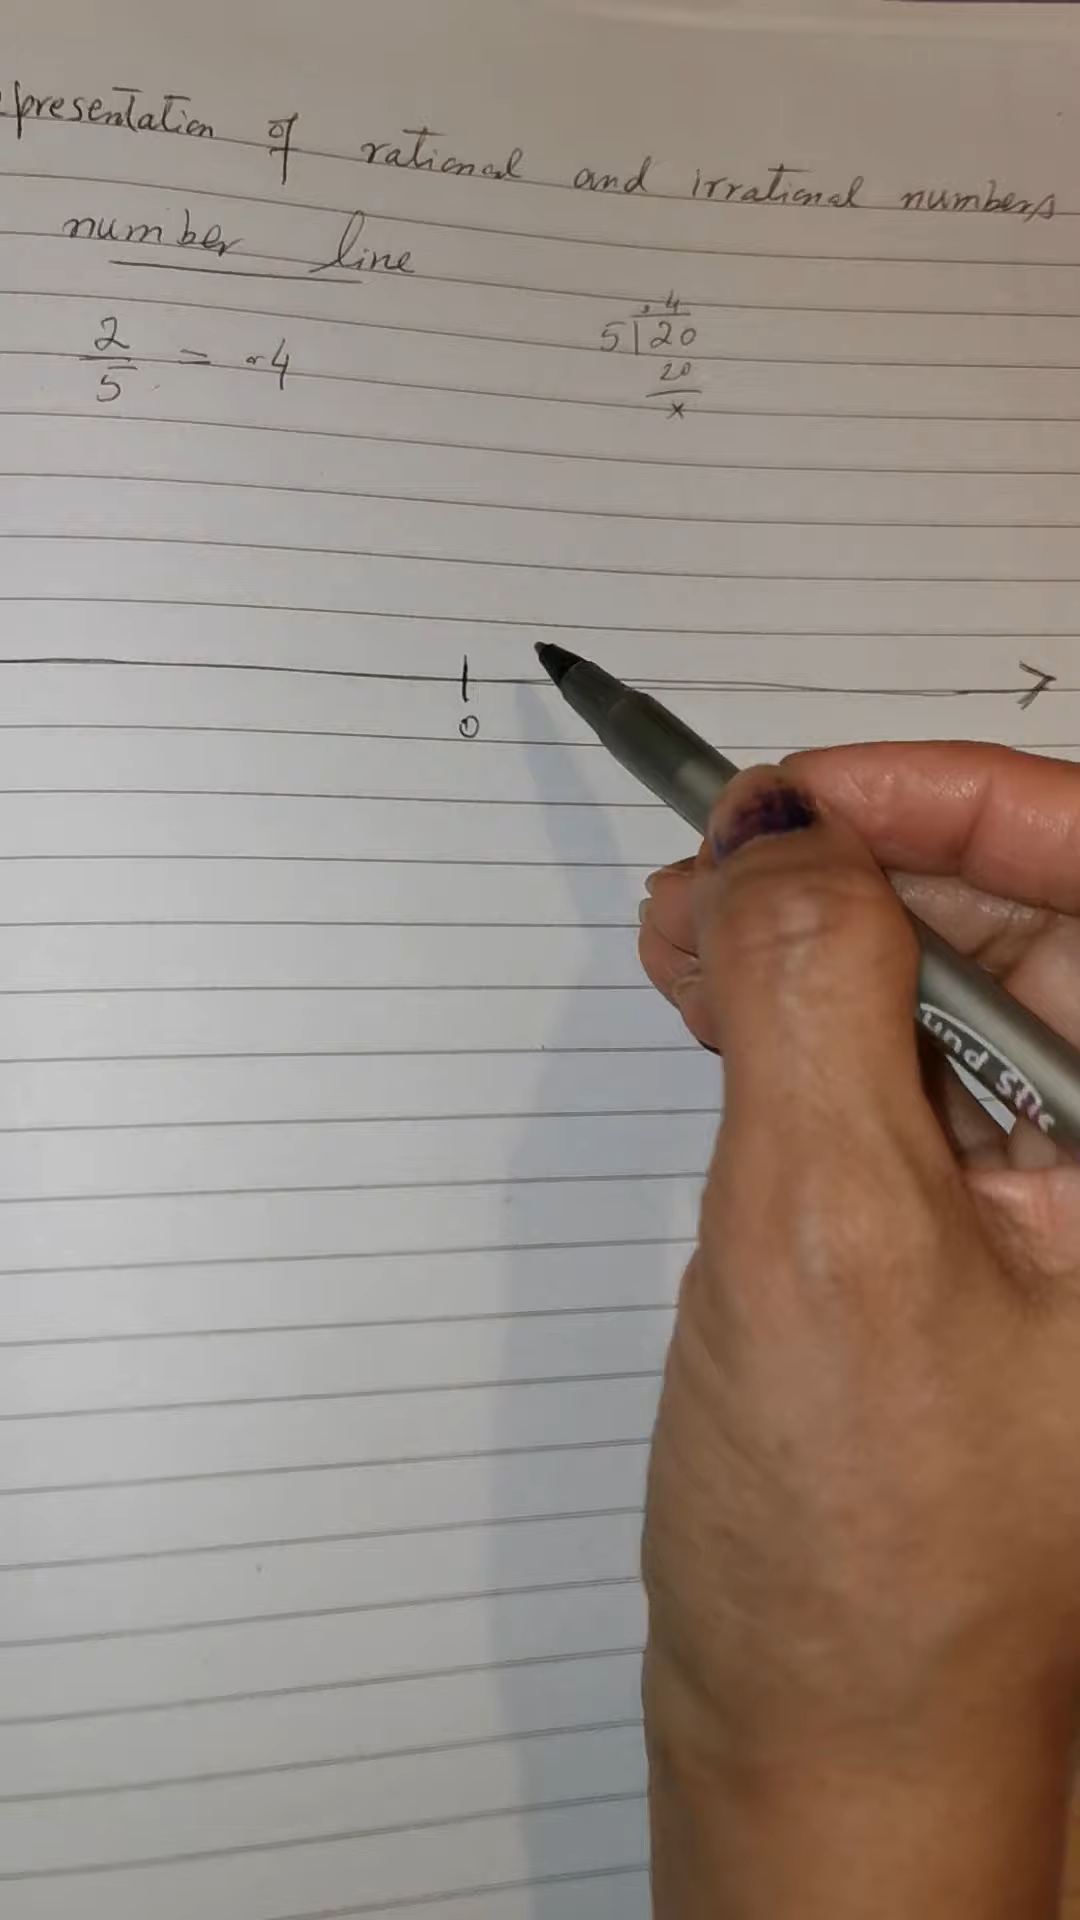 presentation of rational and irrational numbers
number line
2/5 = .4
.4
5|20
20
x
0